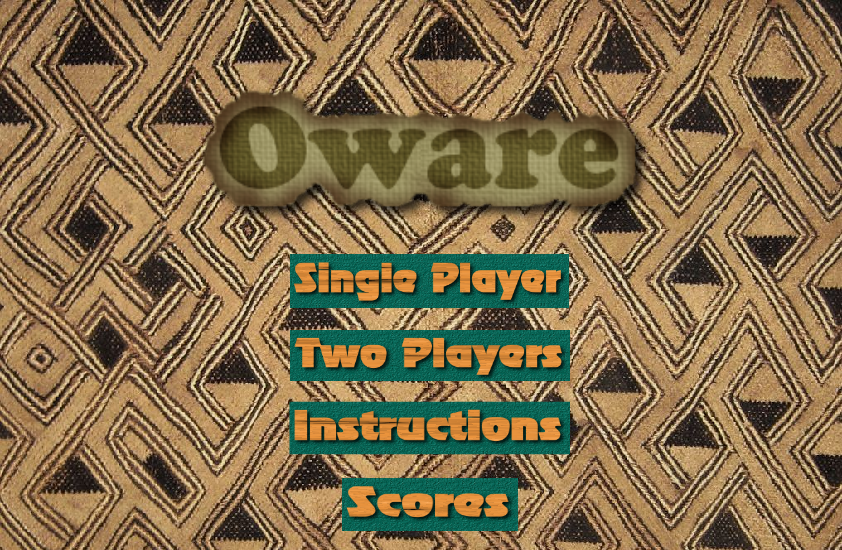 Oware
Single Player
Two Players
Instructions
Scores